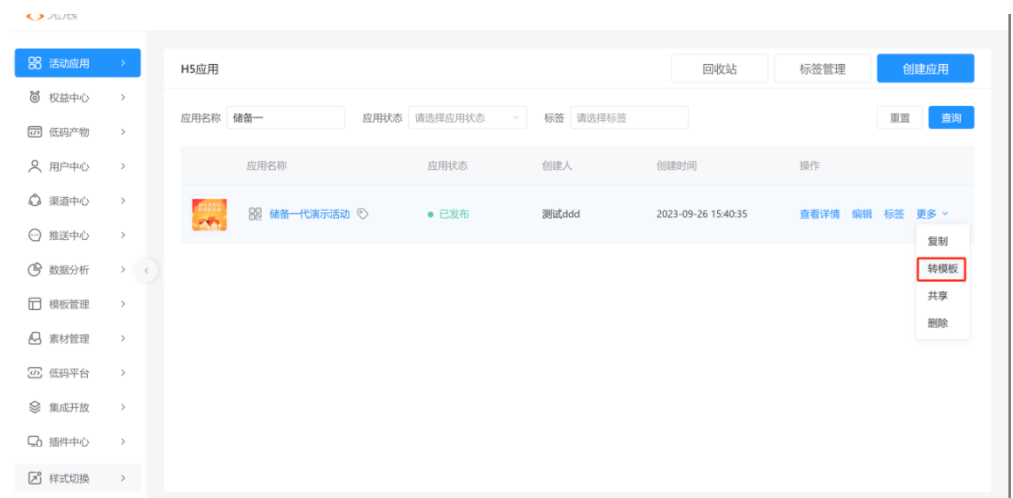 活动应用
权益中心
低码产物
用户中心
渠道中心
推送中心
数据分析
模板管理
素材管理
低码平台
集成开放
插件中心
样式切换
H5应用 回收站 标签管理 创建应用
应用名称 储备一 应用状态 请选择应用状态 标签 请选择标签 重置 查询
应用名称 应用状态 创建人 创建时间 操作
储备一代演示活动 已发布 测试ddd 2023-09-26 15:40:35 查看详情 编辑 标签 更多
复制
转模板
共享
删除